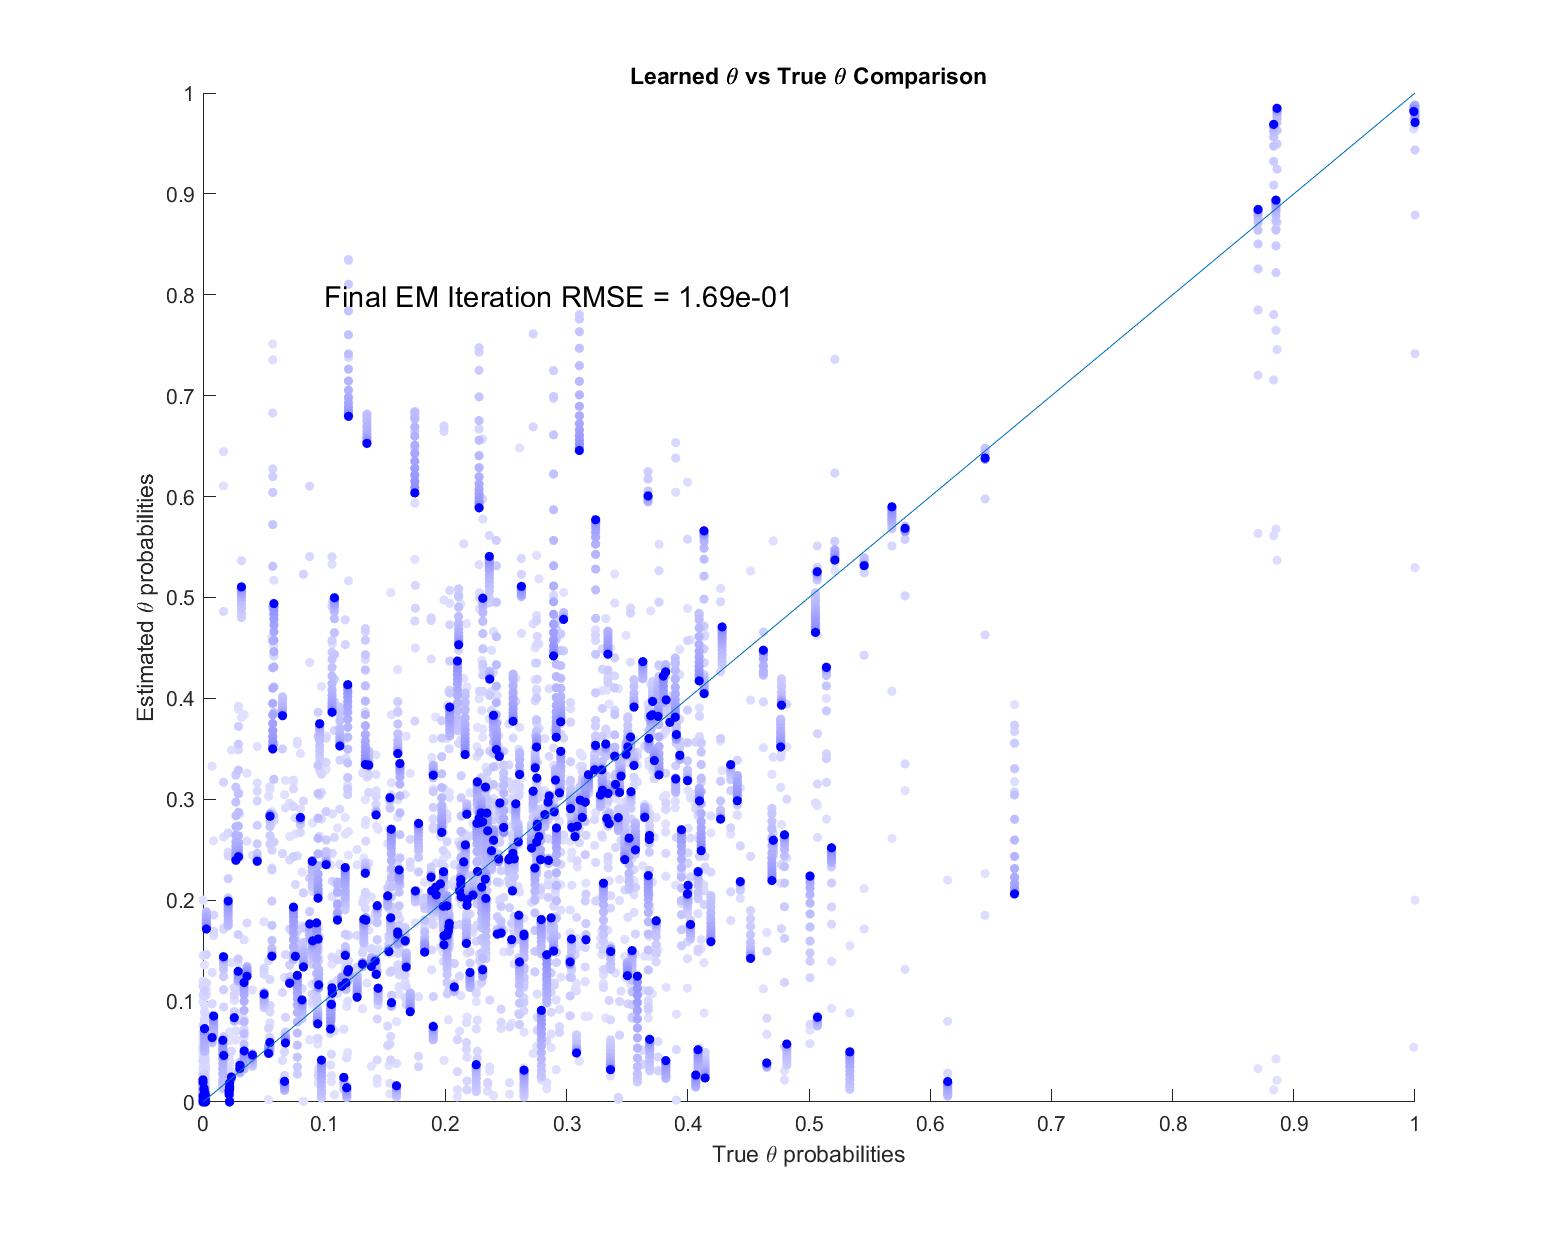 Learned θ vs True θ Comparison
1
0.9
0.8
0.7
0.6
0.5
0.4
0.3
0.2
0.1
0
Estimated θ probabilities
Final EM Iteration RMSE = 1.69e-01
0 0.1 0.2 0.3 0.4 0.5 0.6 0.7 0.8 0.9 1
True θ probabilities